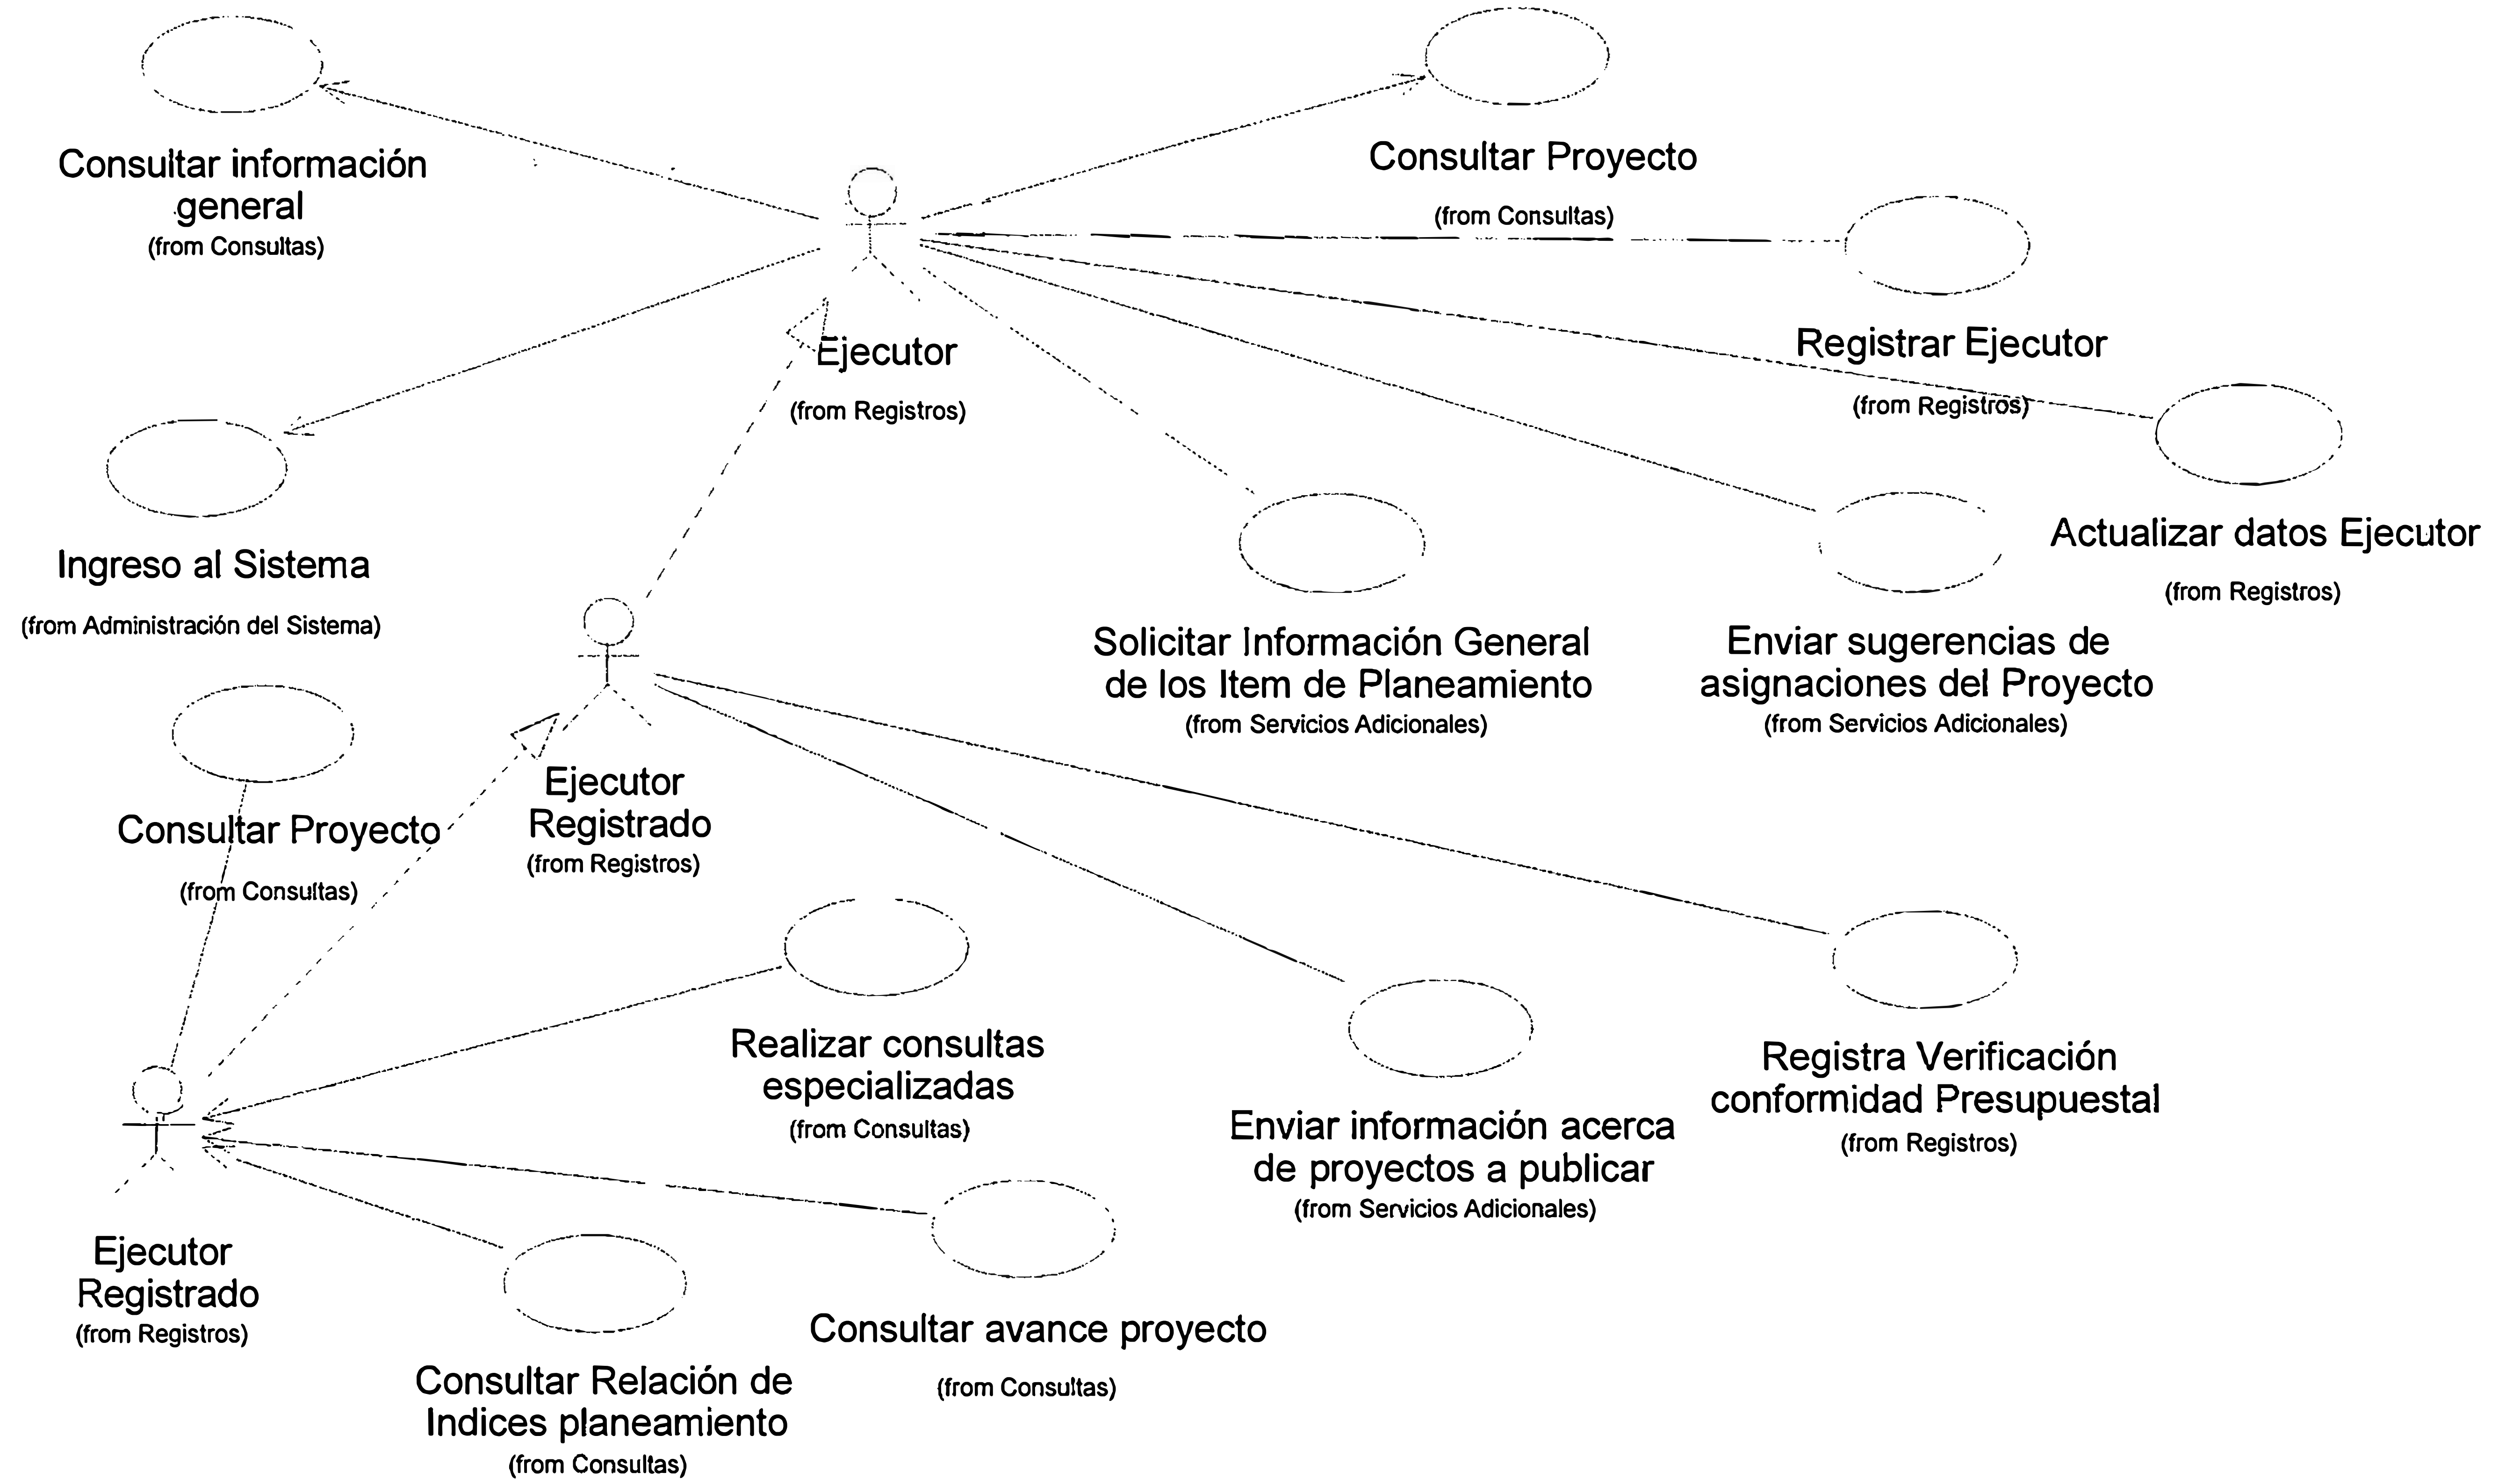 Consultar información
general
(from Consultas)
Consultar Proyecto
(from Consultas)
Ejecutor
(from Registros)
Registrar Ejecutor
(from Registros)
Ingreso al Sistema
(from Administración del Sistema)
Actualizar datos Ejecutor
(from Registros)
Solicitar Información General
de los Item de Planeamiento
(from Servicios Adicionales)
Enviar sugerencias de
asignaciones del Proyecto
(from Servicios Adicionales)
Ejecutor
Registrado
(from Registros)
Consultar Proyecto
(from Consultas)
Realizar consultas
especializadas
(from Consultas)
Enviar información acerca
de proyectos a publicar
(from Servicios Adicionales)
Registra Verificación
conformidad Presupuestal
(from Registros)
Ejecutor
Registrado
(from Registros)
Consultar avance proyecto
(from Consultas)
Consultar Relación de
Indices planeamiento
(from Consultas)